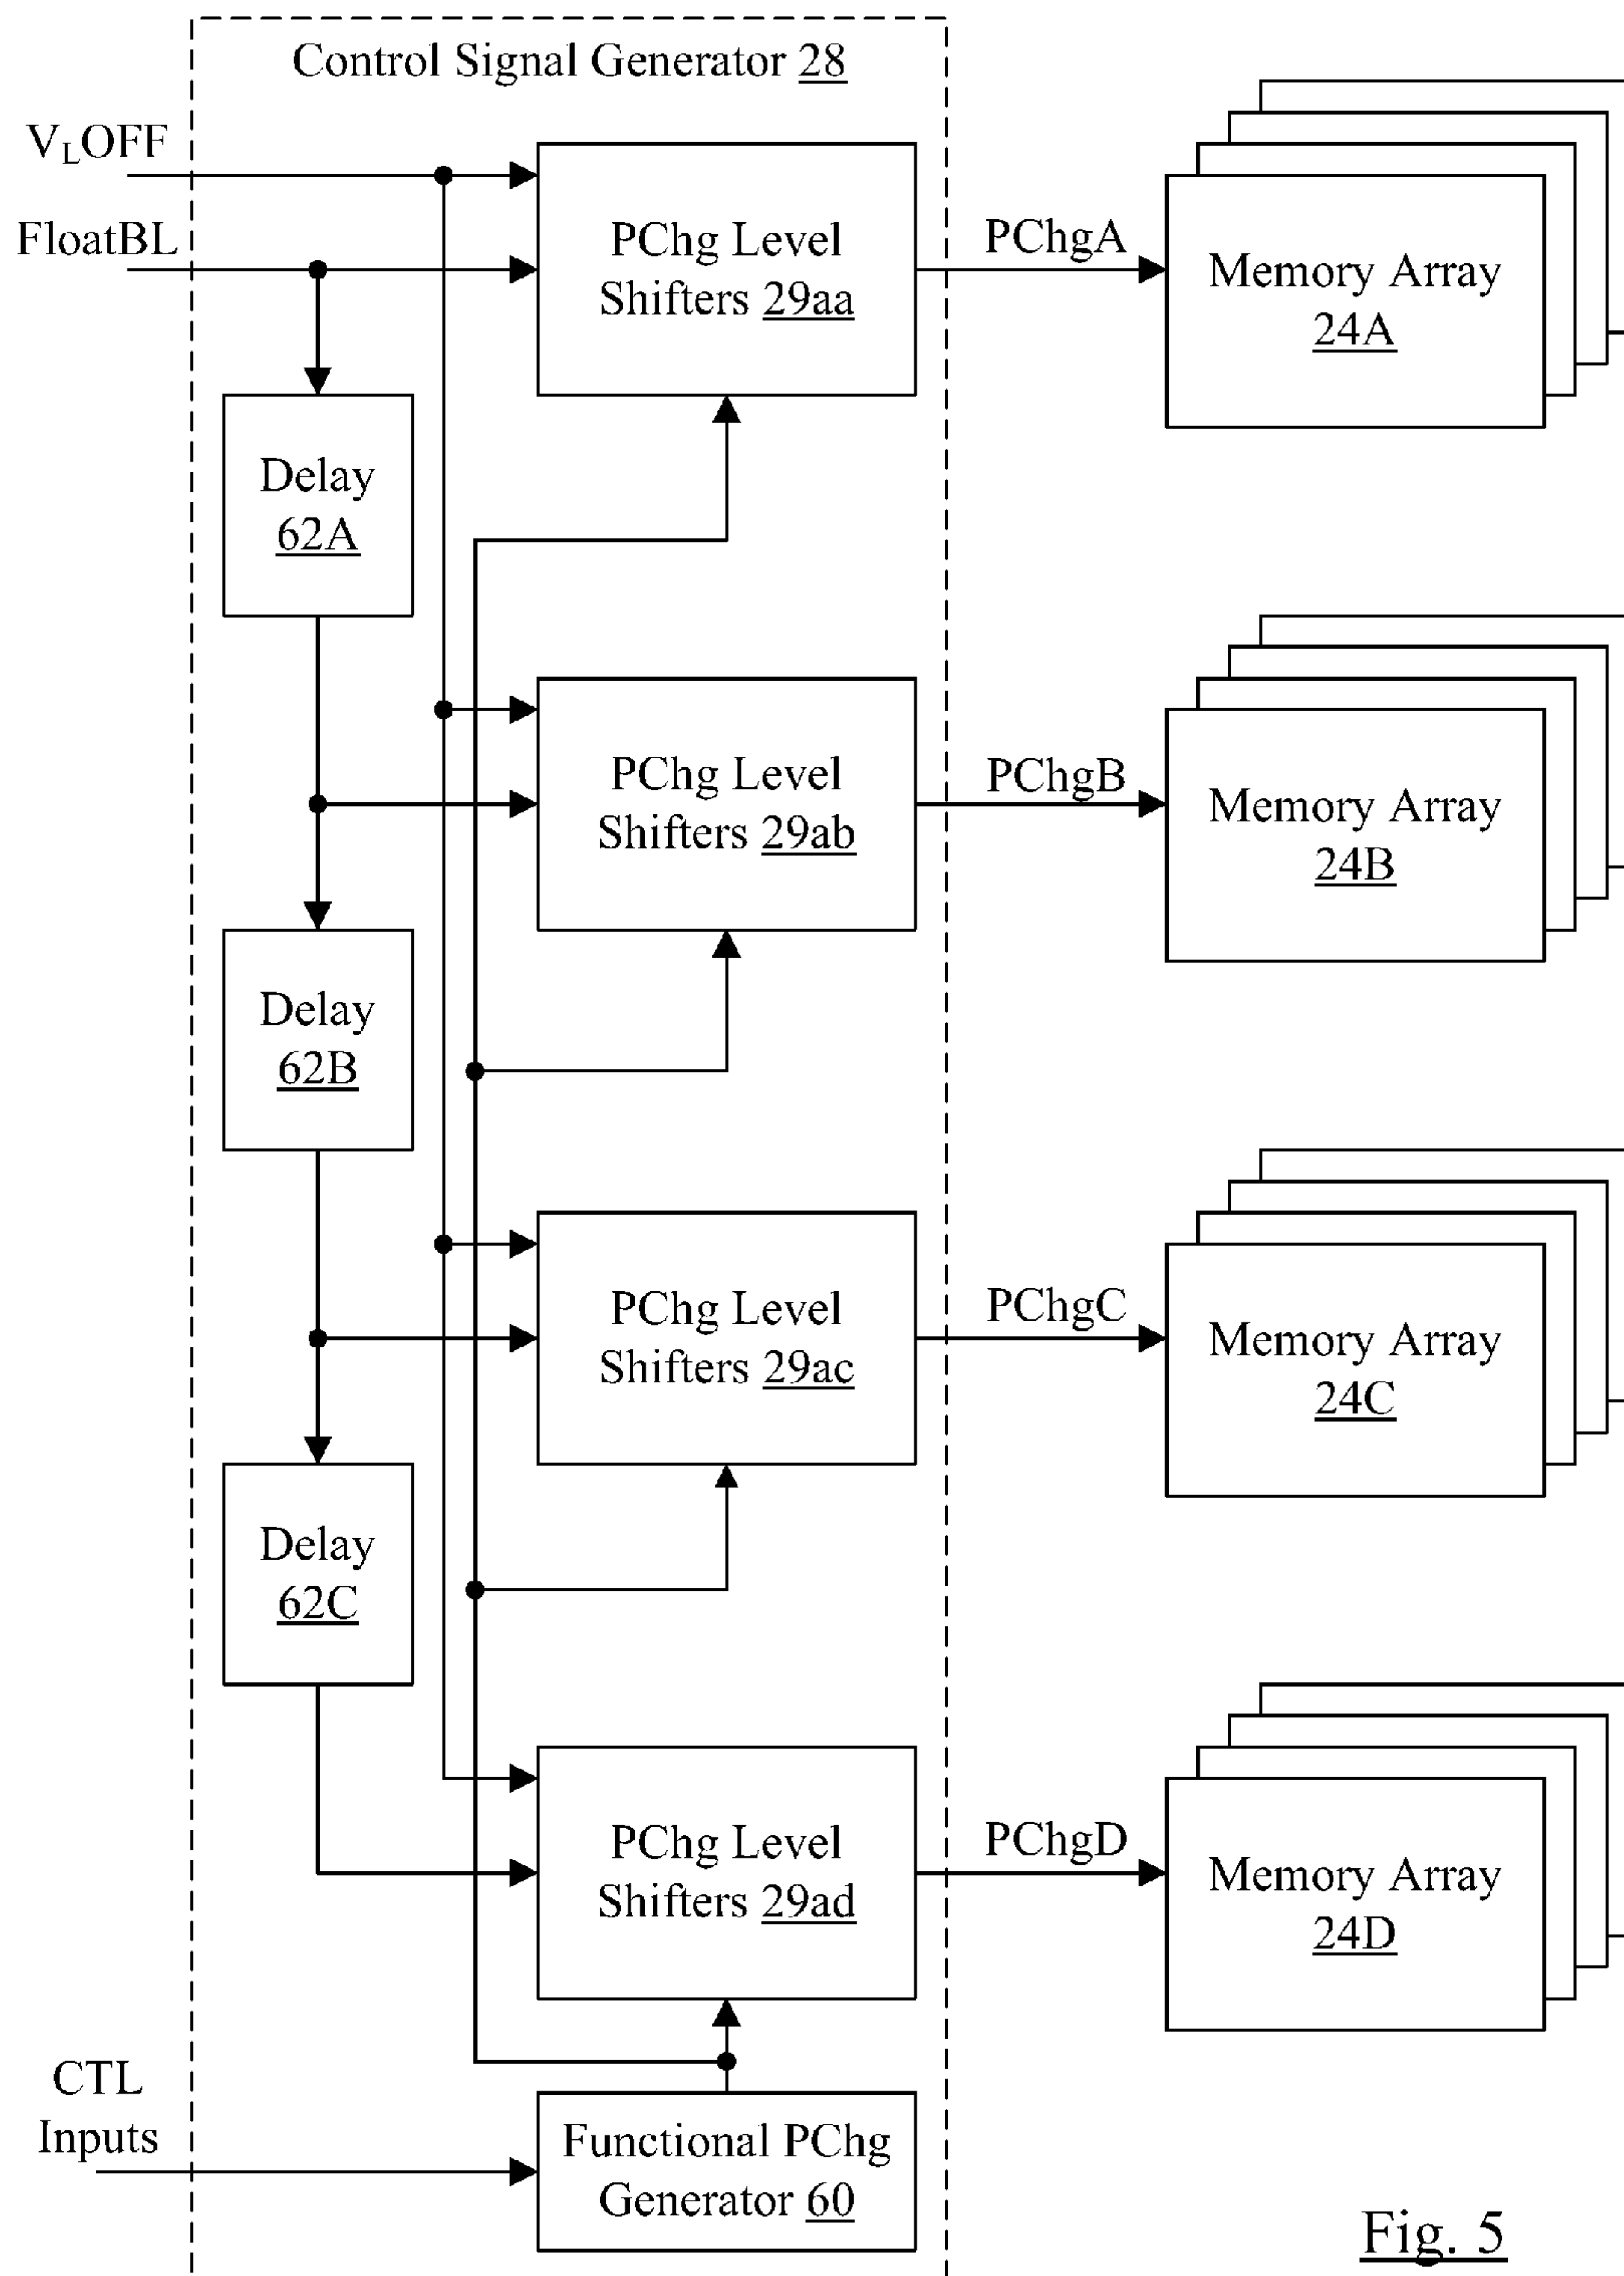 Control Signal Generator 28
VLOFF
FloatBL
PChg Level
Shifters 29aa
PChgA
Memory Array
24A
Delay
62A
PChg Level
Shifters 29ab
PChgB
Memory Array
24B
Delay
62B
PChg Level
Shifters 29ac
PChgC
Memory Array
24C
Delay
62C
PChg Level
Shifters 29ad
PChgD
Memory Array
24D
CTL
Inputs
Functional PChg
Generator 60
Fig. 5